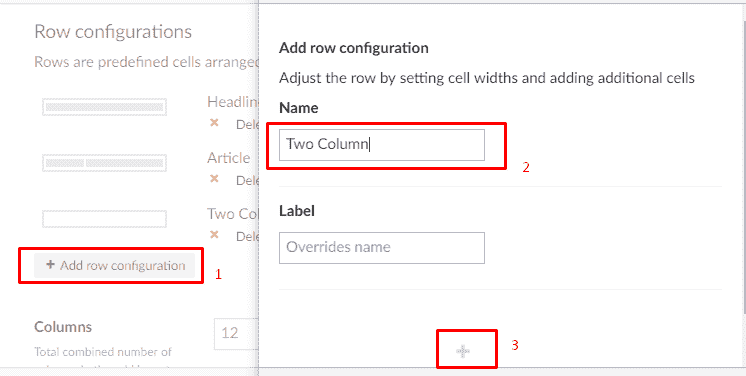 Row configurations
Rows are predefined cells arranged
Headlin
× Dele
Article
× Dele
Two Col
× Dele
+ Add row configuration
1
Columns
12
Total combined number of
Add row configuration
Adjust the row by setting cell widths and adding additional cells
Name
Two Column
2
Label
Overrides name
+
3